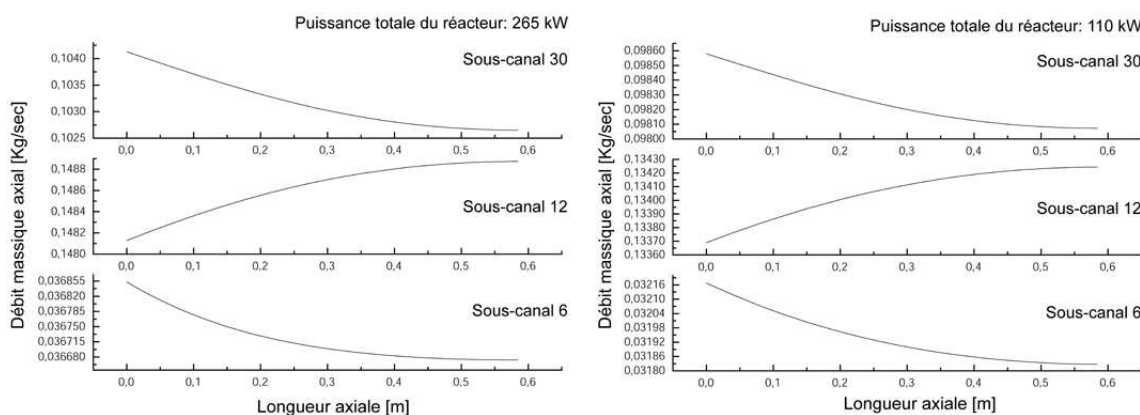 Puissance totale du réacteur: 265 kW
Sous-canal 30
0,1040
0,1035
0,1030
0,1025
0,0 0,1 0,2 0,3 0,4 0,5 0,6
Sous-canal 12
0,1488
0,1486
0,1484
0,1482
0,1480
0,0 0,1 0,2 0,3 0,4 0,5 0,6
Sous-canal 6
0,036855
0,036820
0,036785
0,036750
0,036715
0,036680
0,0 0,1 0,2 0,3 0,4 0,5 0,6
Débit massique axial [Kg/sec]
Longueur axiale [m]
Puissance totale du réacteur: 110 kW
Sous-canal 30
0,09860
0,09840
0,09830
0,09820
0,09810
0,09800
0,0 0,1 0,2 0,3 0,4 0,5 0,6
Sous-canal 12
0,13430
0,13420
0,13400
0,13390
0,13370
0,13360
0,0 0,1 0,2 0,3 0,4 0,5 0,6
Sous-canal 6
0,03216
0,03210
0,03204
0,03198
0,03192
0,03186
0,03180
0,0 0,1 0,2 0,3 0,4 0,5 0,6
Débit massique axial [Kg/sec]
Longueur axiale [m]